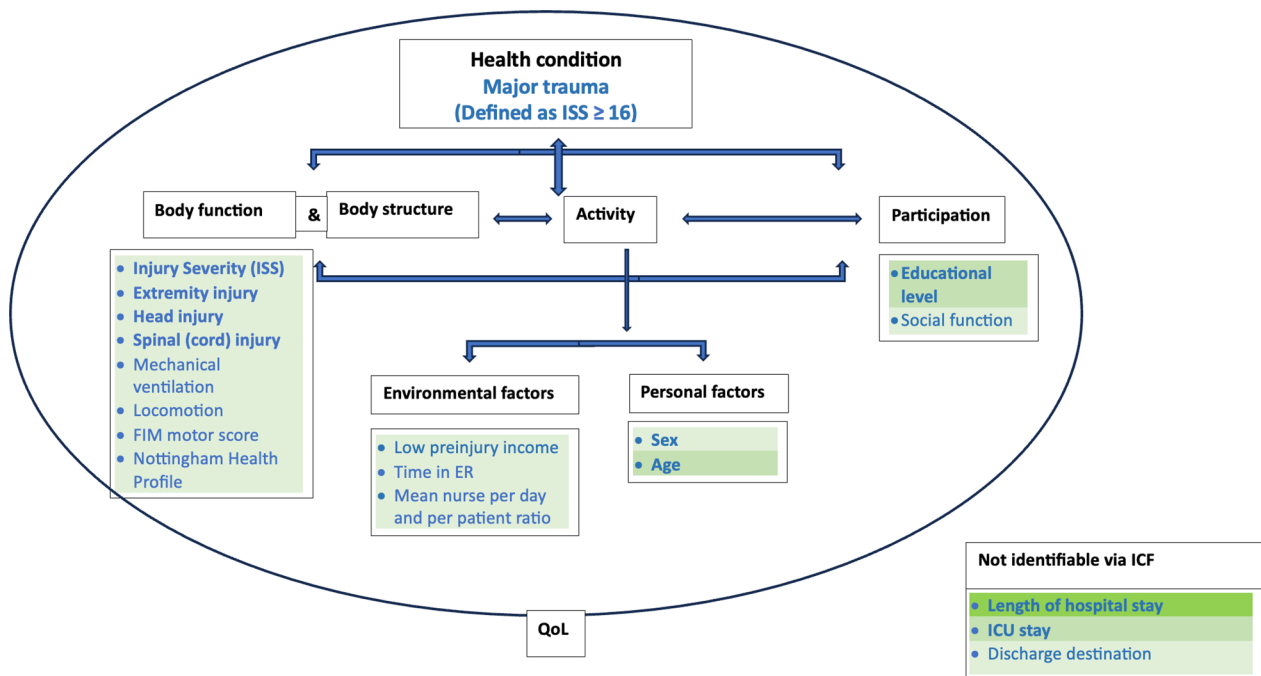 Health condition
Major trauma
(Defined as ISS ≥ 16)
Body function
&
Body structure
Activity
Participation
• Injury Severity (ISS)
• Extremity injury
• Head injury
• Spinal (cord) injury
• Mechanical
ventilation
• Locomotion
• FIM motor score
• Nottingham Health
Profile
• Educational
level
• Social function
Environmental factors
• Low preinjury income
• Time in ER
• Mean nurse per day
and per patient ratio
Personal factors
• Sex
• Age
QoL
Not identifiable via ICF
• Length of hospital stay
• ICU stay
• Discharge destination